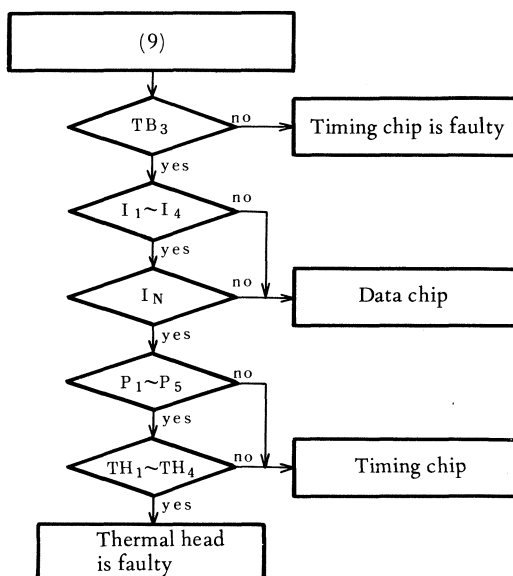 (9)
TB3
no
Timing chip is faulty
yes
I1~I4
no
yes
IN
no
Data chip
yes
P1~P5
no
yes
TH1~TH4
no
Timing chip
yes
Thermal head
is faulty